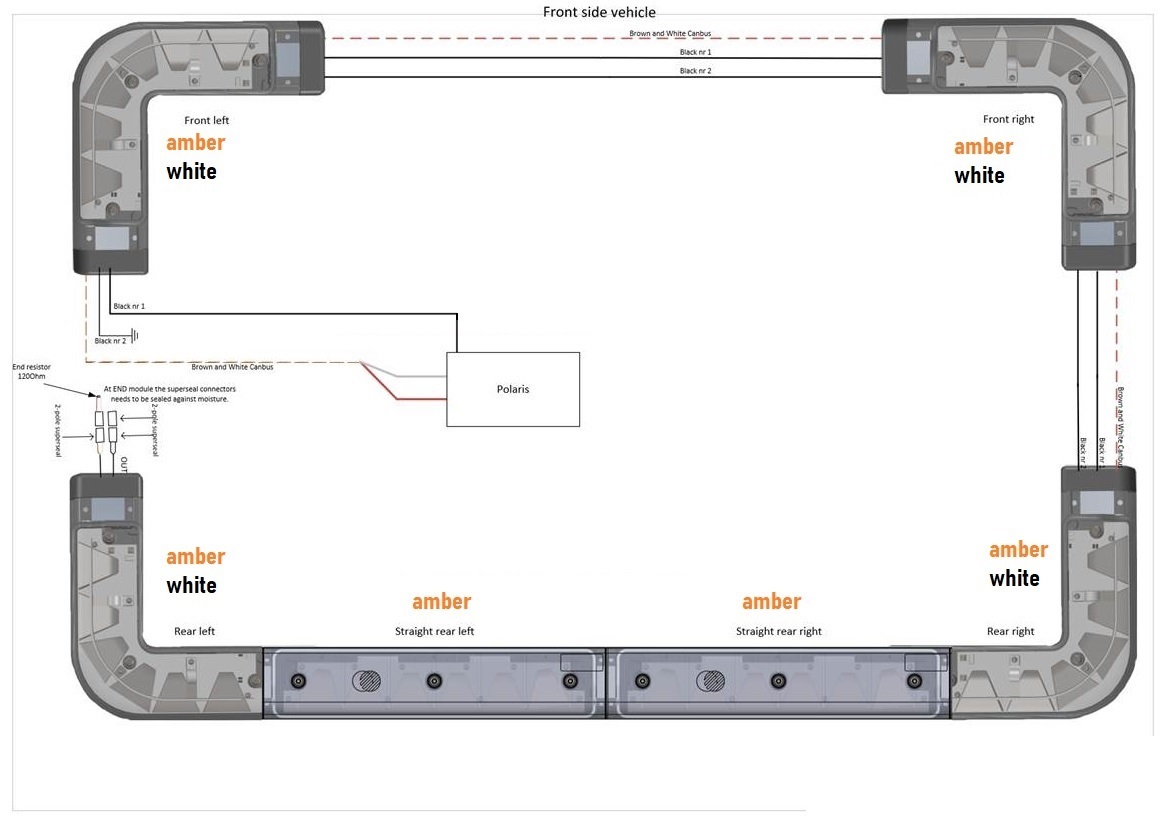 Front side vehicle
Brown and White Canbus
Black nr 1
Black nr 2
Front left
amber
white
Front right
amber
white
Black nr 1
Black nr 2
Brown and White Canbus
Polaris
End resistor
120Ohm
At END module the superseal connectors
needs to be sealed against moisture.
2-pole superseal
2-pole superseal
OUT
Brown and White Canbus
Black nr
Black nr
amber
white
Rear left
amber
Straight rear left
amber
Straight rear right
amber
white
Rear right